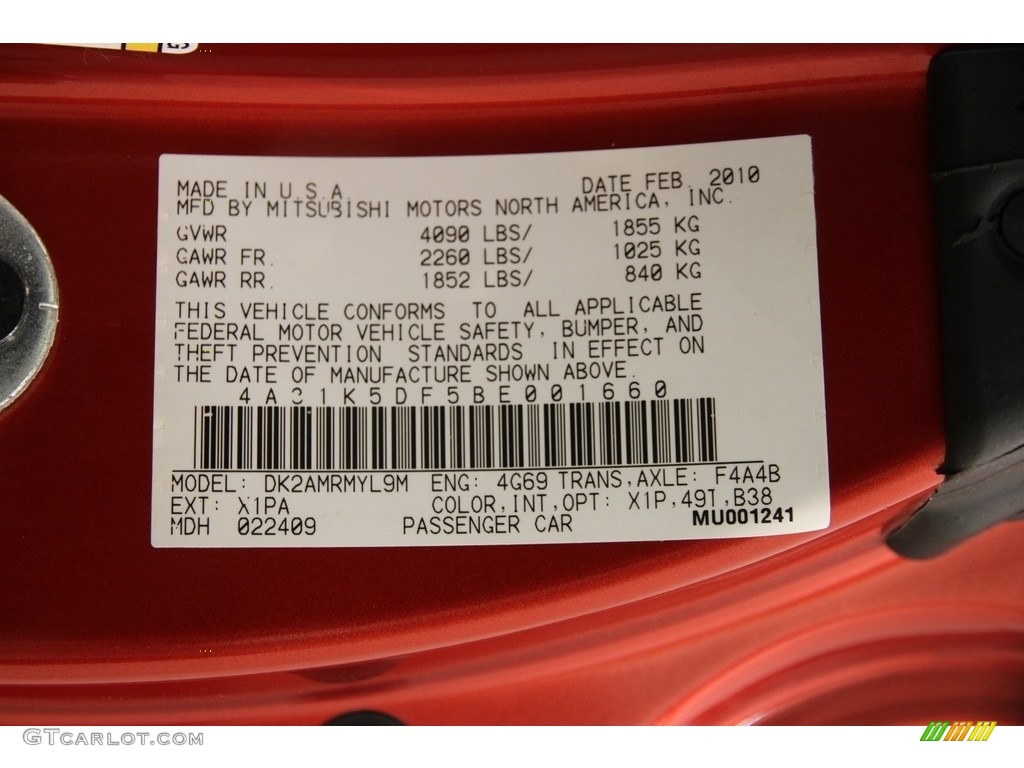 GS
MADE IN U.S.A. DATE FEB, 2010
MFD BY MITSUBISHI MOTORS NORTH AMERICA, INC.
GVWR 4090 LBS/ 1855 KG
GAWR FR. 2260 LBS/ 1025 KG
GAWR RR. 1852 LBS/ 840 KG
THIS VEHICLE CONFORMS TO ALL APPLICABLE
FEDERAL MOTOR VEHICLE SAFETY, BUMPER, AND
THEFT PREVENTION STANDARDS IN EFFECT ON
THE DATE OF MANUFACTURE SHOWN ABOVE.
4A31K5DF5BE001660
MODEL: DK2AMRMYL9M ENG: 4G69 TRANS,AXLE: F4A4B
EXT: X1PA COLOR,INT,OPT: X1P,49T,B38
MDH 022409 PASSENGER CAR MU001241
GTCARLOT.COM